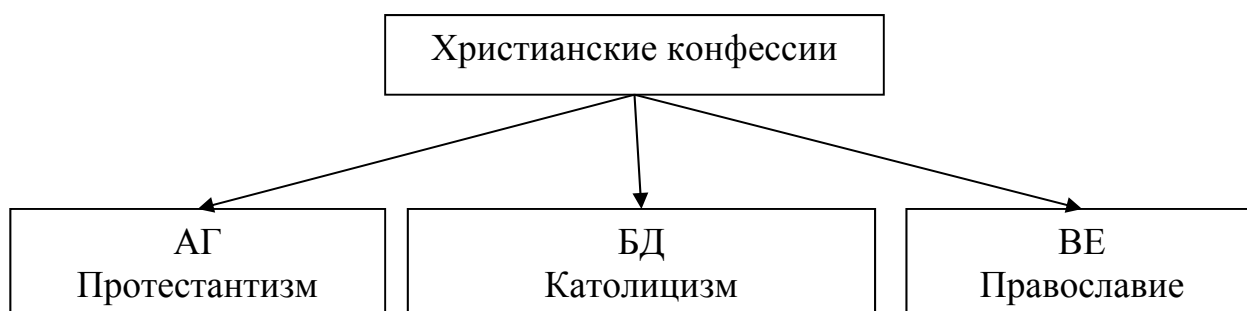 Христианские конфессии
АГ
Протестантизм
БД
Католицизм
ВЕ
Православие